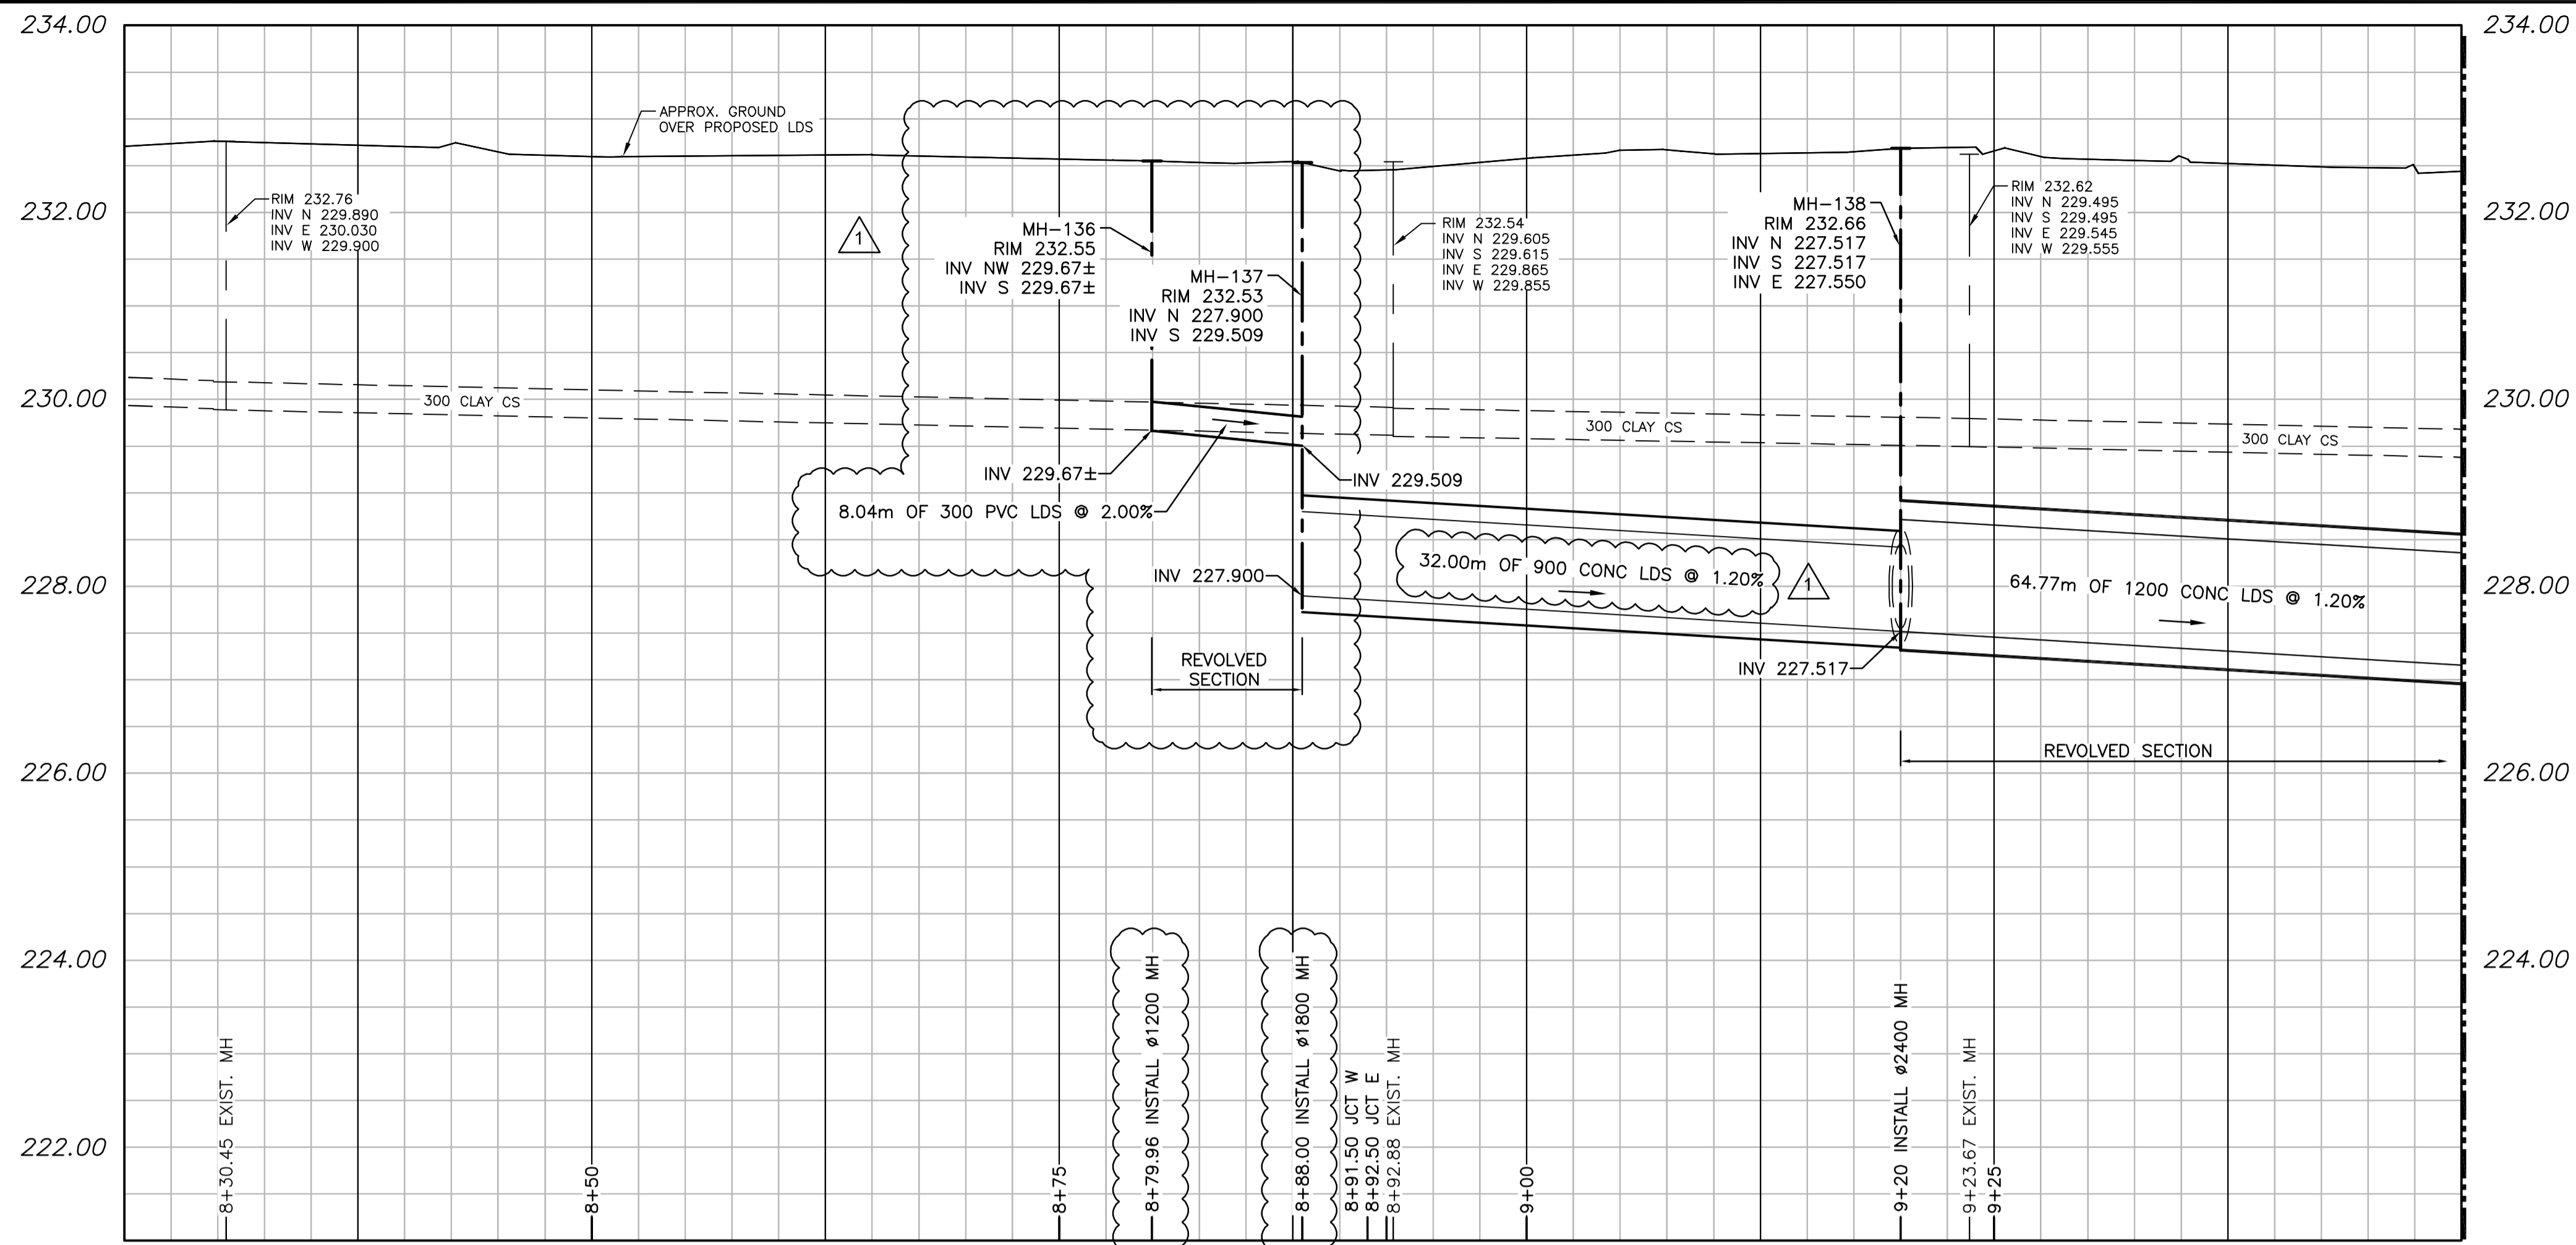 234.00
232.00
230.00
228.00
226.00
224.00
222.00
APPROX. GROUND
OVER PROPOSED LDS
RIM 232.76
INV N 229.890
INV E 230.030
INV W 229.900
300 CLAY CS
1
MH-136
RIM 232.55
INV NW 229.67±
INV S 229.67±
MH-137
RIM 232.53
INV N 227.900
INV S 229.509
INV 229.67±
8.04m OF 300 PVC LDS @ 2.00%
INV 229.509
INV 227.900
REVOLVED
SECTION
RIM 232.54
INV N 229.605
INV S 229.615
INV E 229.865
INV W 229.855
300 CLAY CS
32.00m OF 900 CONC LDS @ 1.20%
1
MH-138
RIM 232.66
INV N 227.517
INV S 227.517
INV E 227.550
INV 227.517
RIM 232.62
INV N 229.495
INV S 229.495
INV E 229.545
INV W 229.555
300 CLAY CS
64.77m OF 1200 CONC LDS @ 1.20%
REVOLVED SECTION
8+30.45 EXIST. MH
8+50
8+75
8+79.96 INSTALL ø1200 MH
8+88.00 INSTALL ø1800 MH
8+91.50 JCT W
8+92.50 JCT E
8+92.88 EXIST. MH
9+00
9+20 INSTALL ø2400 MH
9+23.67 EXIST. MH
9+25
234.00
232.00
230.00
228.00
226.00
224.00
222.00